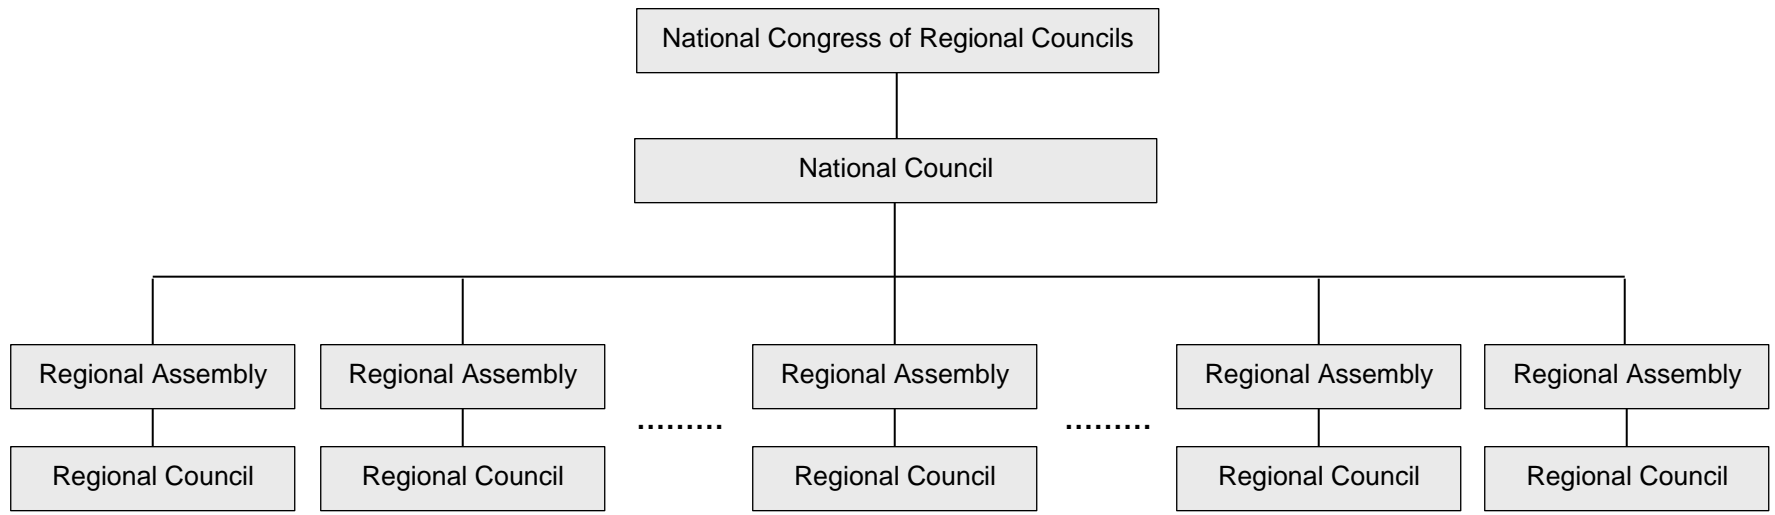 National Congress of Regional Councils
National Council
Regional Assembly
Regional Assembly
Regional Assembly
Regional Assembly
Regional Assembly
.........
.........
Regional Council
Regional Council
Regional Council
Regional Council
Regional Council